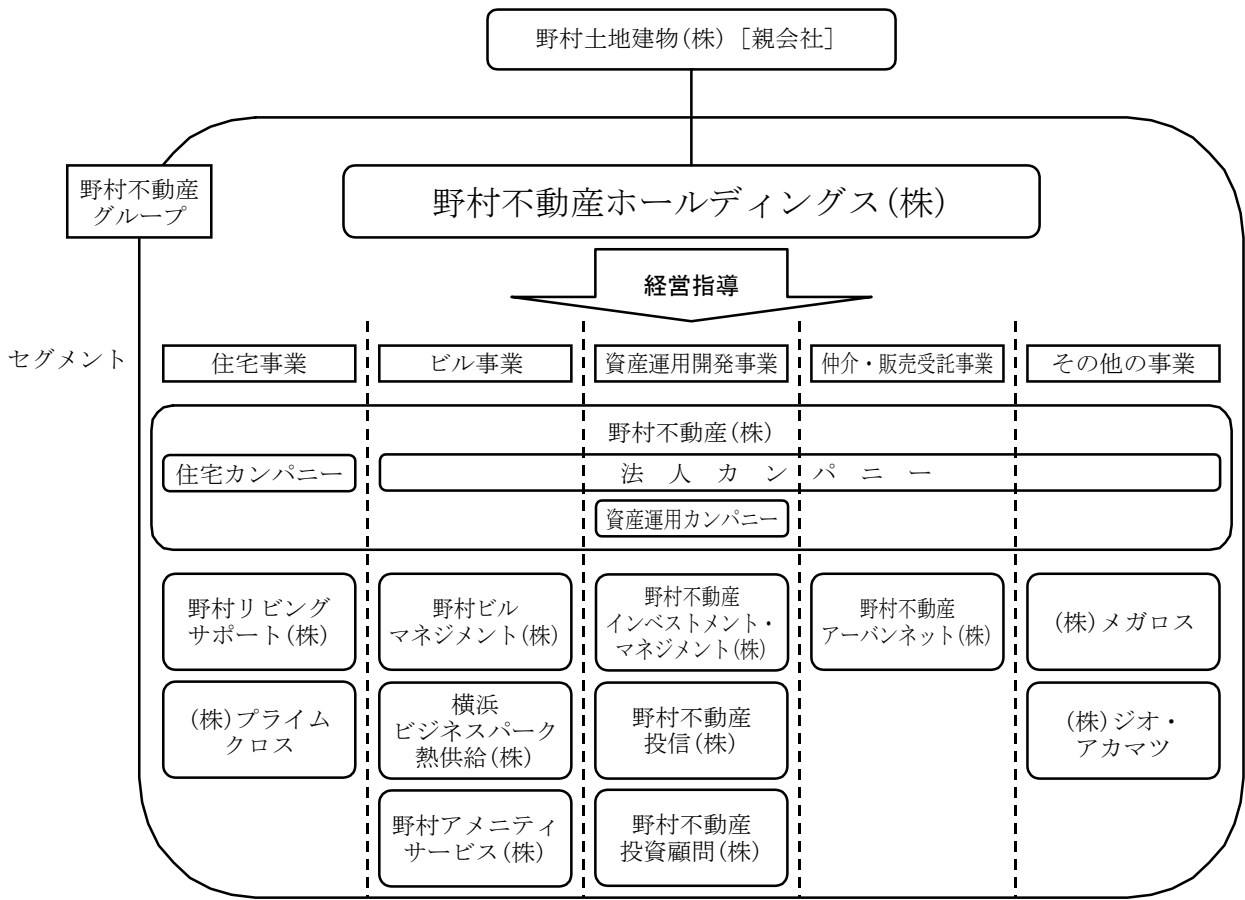 野村土地建物(株) [親会社]
野村不動産
グループ
野村不動産ホールディングス(株)
経営指導
セグメント
住宅事業
ビル事業
資産運用開発事業
仲介・販売受託事業
その他の事業
野村不動産(株)
住宅カンパニー
法人カンパニー
資産運用カンパニー
野村リビング
サポート(株)
野村ビル
マネジメント(株)
野村不動産
インベストメント・
マネジメント(株)
野村不動産
アーバンネット(株)
(株)メガロス
(株)プライム
クロス
横浜
ビジネスパーク
熱供給(株)
野村不動産
投信(株)
(株)ジオ・
アカマツ
野村アメニティ
サービス(株)
野村不動産
投資顧問(株)